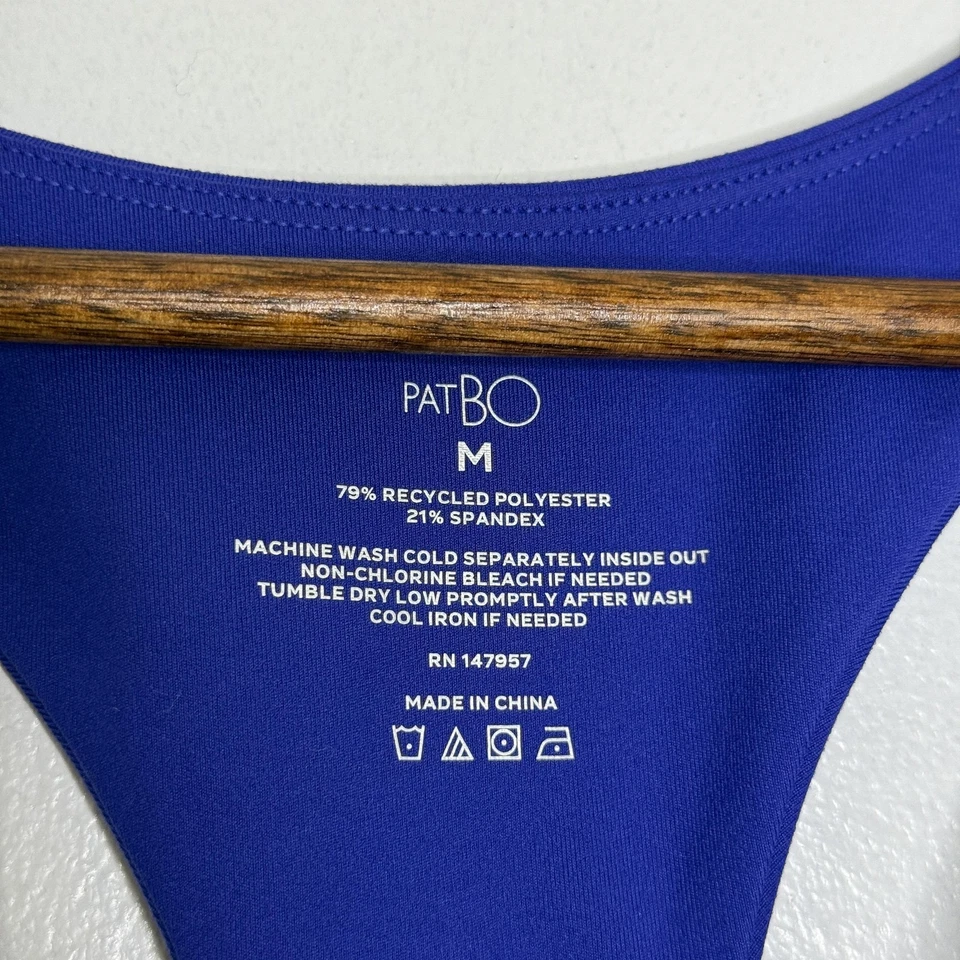 PATBO
M
79% RECYCLED POLYESTER
21% SPANDEX
MACHINE WASH COLD SEPARATELY INSIDE OUT
NON-CHLORINE BLEACH IF NEEDED
TUMBLE DRY LOW PROMPTLY AFTER WASH
COOL IRON IF NEEDED
RN 147957
MADE IN CHINA